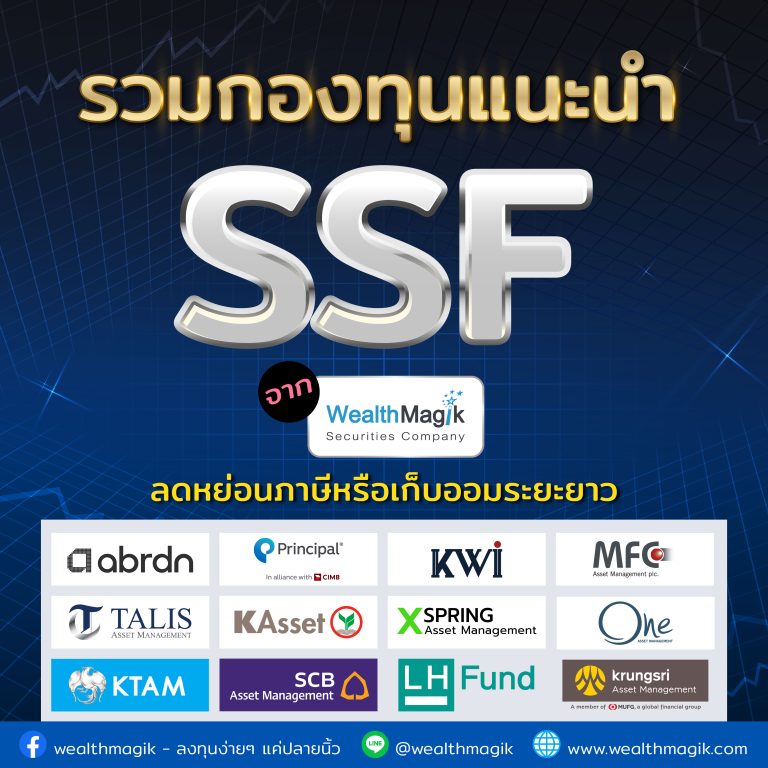 รวมกองทุนแนะนำ
SSF
จาก
WealthMagik
Securities Company
ลดหย่อนภาษีหรือเก็บออมระยะยาว
abrdn
Principal®
In alliance with CIMB
KWI
MFC
Asset Management plc.
TALIS
ASSET MANAGEMENT
KAsset
X SPRING
Asset Management
One
ASSET MANAGEMENT
KTAM
SCB
Asset Management
LH Fund
krungsri
Asset Management
A member of MUFG, a global financial group
wealthmagik - ลงทุนง่ายๆ แค่ปลายนิ้ว
LINE
@wealthmagik
www.wealthmagik.com